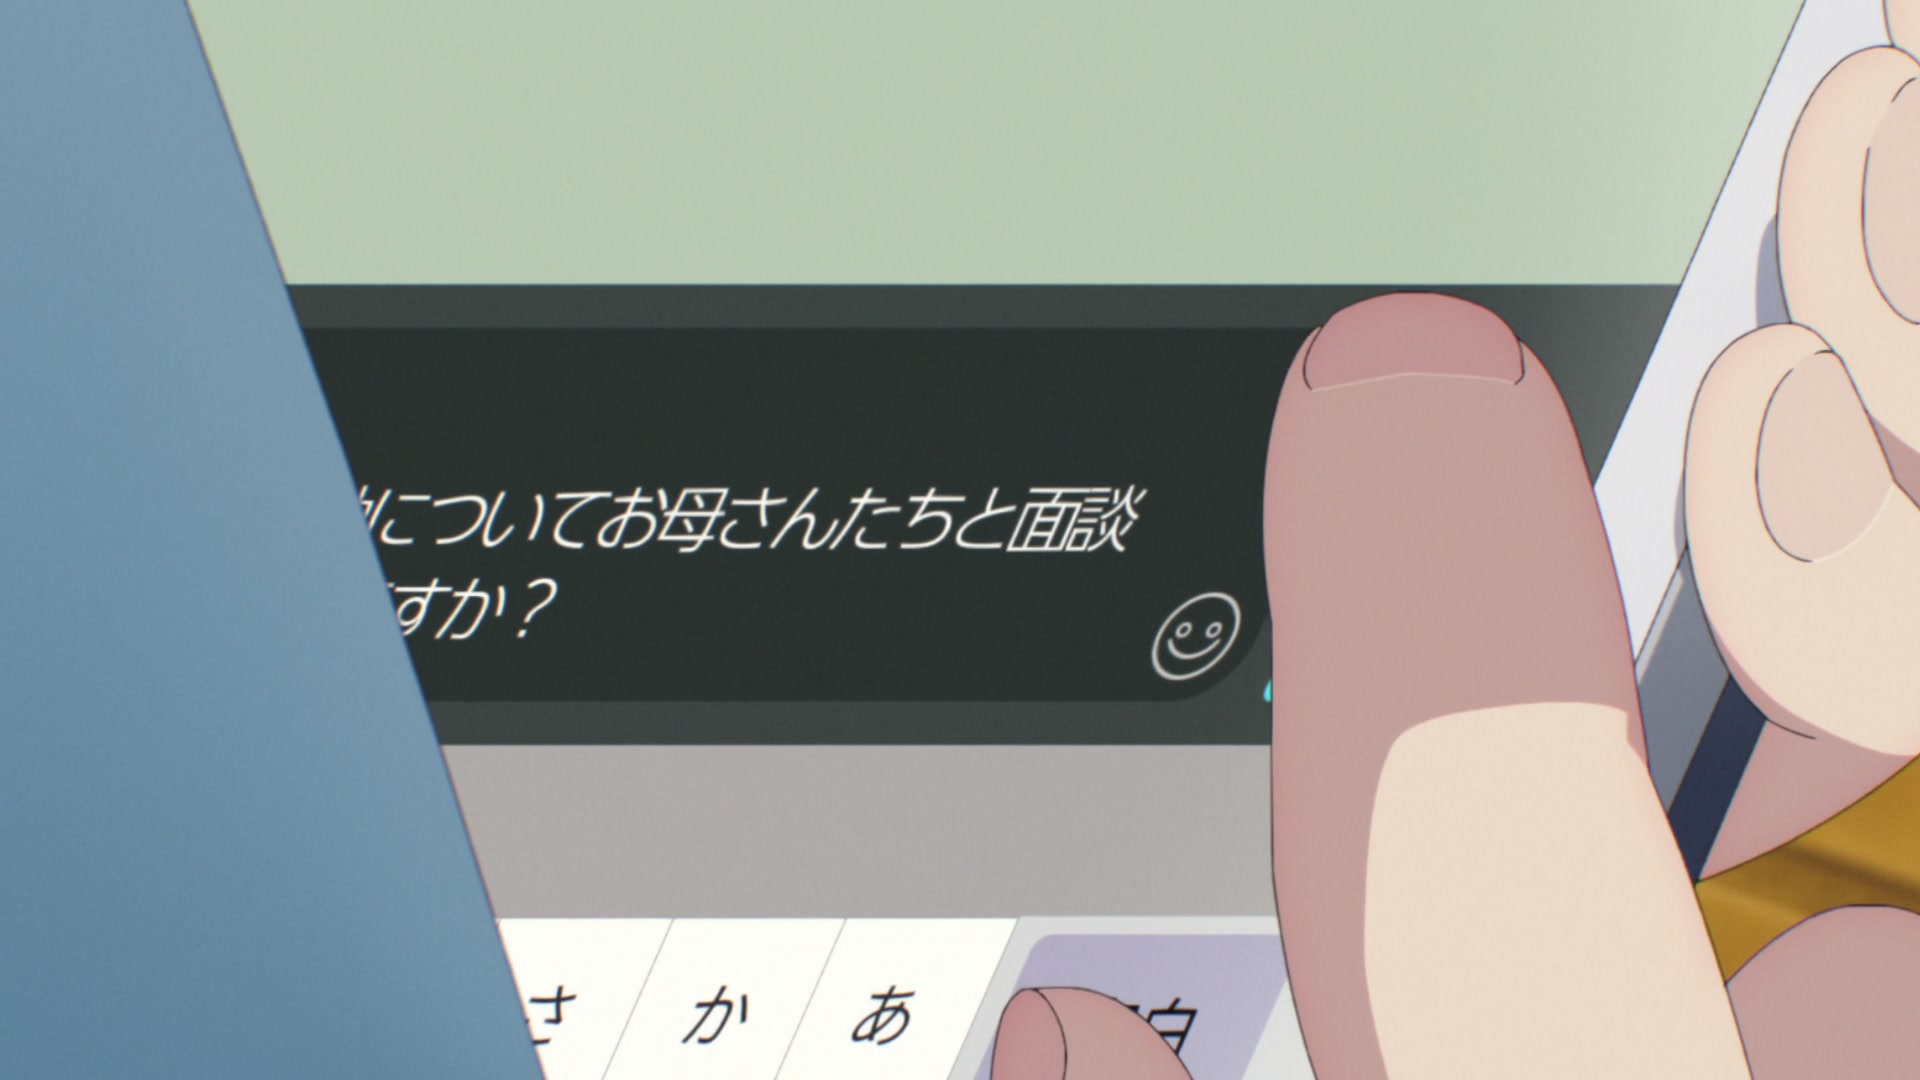 についてお母さんたちと面談
すか？
さ か あ